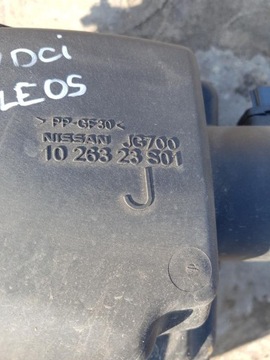 DCi
LEOS
>PP-GF30<
NISSAN JG700
10 263 23 S01
J